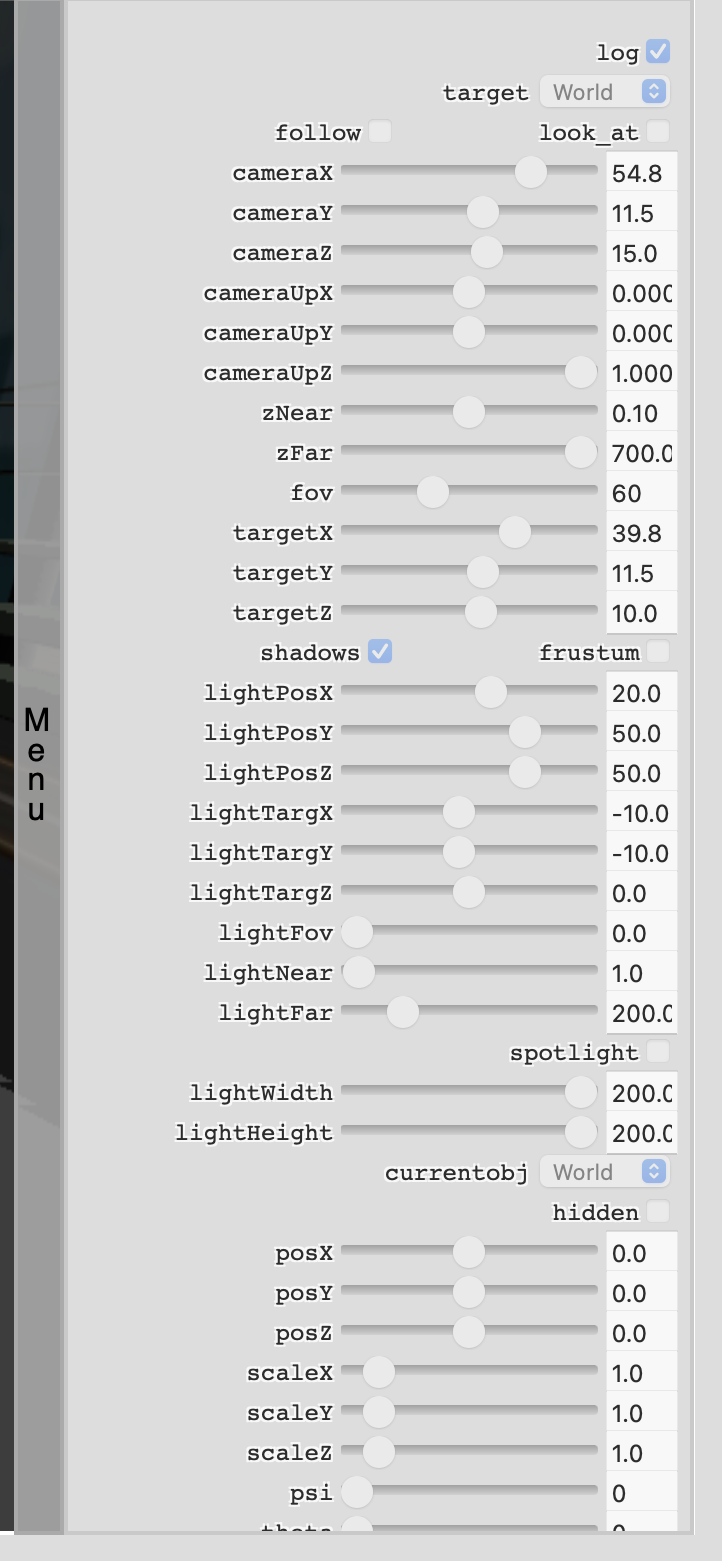 log
target World
follow look_at
cameraX 54.8
cameraY 11.5
cameraZ 15.0
cameraUpX 0.000
cameraUpY 0.000
cameraUpZ 1.000
zNear 0.10
zFar 700.0
fov 60
targetX 39.8
targetY 11.5
targetZ 10.0
shadows frustum
lightPosX 20.0
Menu
lightPosY 50.0
lightPosZ 50.0
lightTargX -10.0
lightTargY -10.0
lightTargZ 0.0
lightFov 0.0
lightNear 1.0
lightFar 200.0
spotlight
lightWidth 200.0
lightHeight 200.0
currentobj World
hidden
posX 0.0
posY 0.0
posZ 0.0
scaleX 1.0
scaleY 1.0
scaleZ 1.0
psi 0